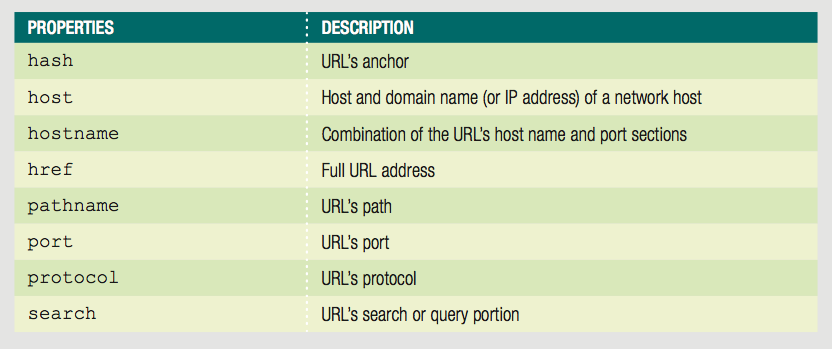 PROPERTIES DESCRIPTION
hash URL's anchor
host Host and domain name (or IP address) of a network host
hostname Combination of the URL's host name and port sections
href Full URL address
pathname URL's path
port URL's port
protocol URL's protocol
search URL's search or query portion